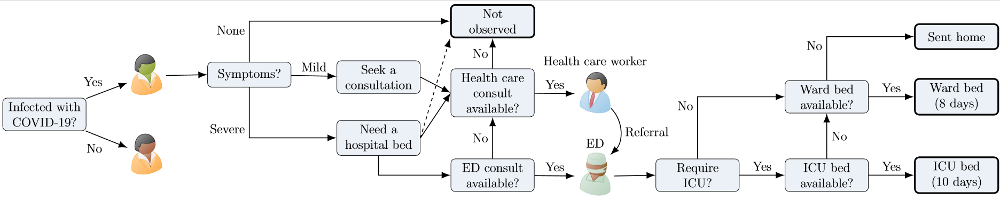 Infected with
COVID-19?
Yes
No
Symptoms?
None
Mild
Severe
Seek a
consultation
Need a
hospital bed
Not
observed
No
Health care
consult
available?
No
ED consult
available?
Yes
Yes
Health care worker
Referral
ED
Require
ICU?
No
Yes
Ward bed
available?
No
Yes
No
ICU bed
available?
Yes
Sent home
Ward bed
(8 days)
ICU bed
(10 days)